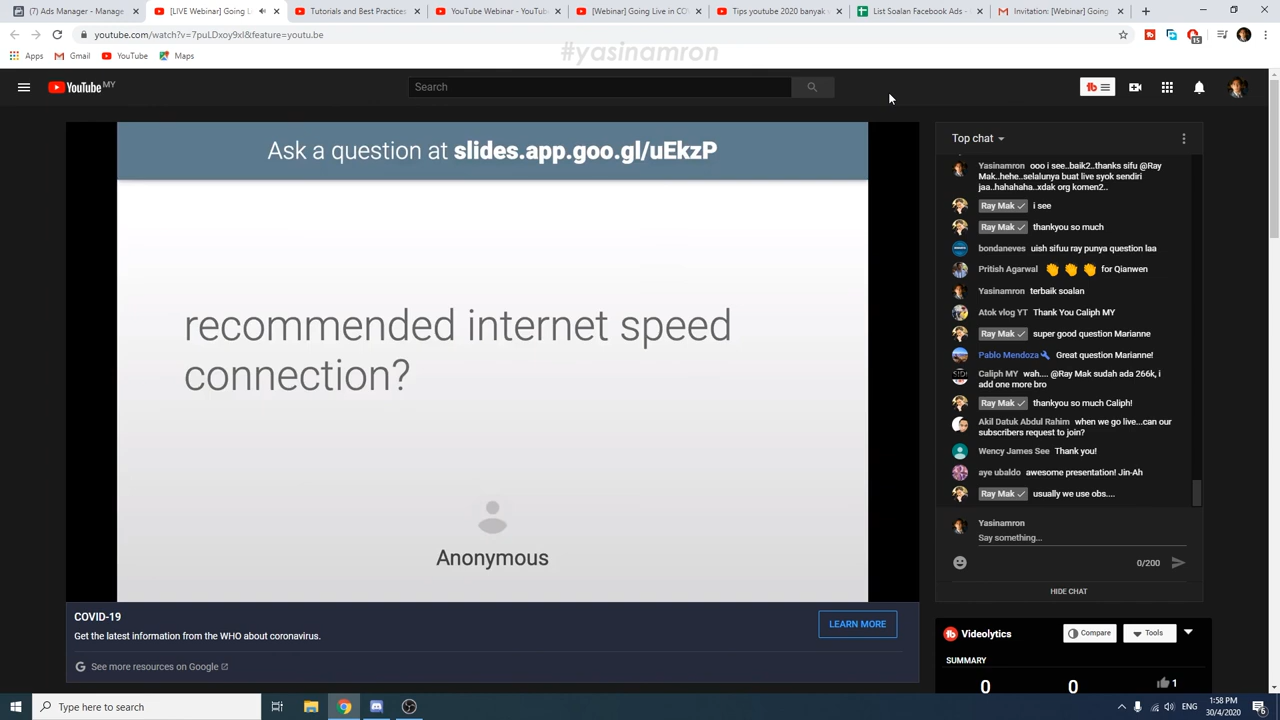 (7) Ads Manager - Manage
[LIVE Webinar] Going L
Tutorials and Best Practices
YouTube Webinar - YouTu
[Webinar] Going Live in CO
Tips youtube 2020 banyak
List Soalan Facebook Ads -
Invitation: [Webinar] Going
youtube.com/watch?v=7puLDxoy9xI&feature=youtu.be
15
Apps
Gmail
YouTube
Maps
#yasinamron
YouTube MY
Search
Ask a question at slides.app.goo.gl/uEkzP
recommended internet speed
connection?
Anonymous
COVID-19
Get the latest information from the WHO about coronavirus.
LEARN MORE
See more resources on Google
Top chat
Yasinamron ooo i see..baik2..thanks sifu @Ray
Mak..hehe..selalunya buat live syok sendiri
jaa..hahahaha..xdak org komen2..
Ray Mak i see
Ray Mak thankyou so much
bondaneves uish sifuu ray punya question laa
Pritish Agarwal 👏 👏 👏 for Qianwen
Yasinamron terbaik soalan
Atok vlog YT Thank You Caliph MY
Ray Mak super good question Marianne
Pablo Mendoza Great question Marianne!
Caliph MY wah.... @Ray Mak sudah ada 266k, i
add one more bro
Ray Mak thankyou so much Caliph!
Akil Datuk Abdul Rahim when we go live...can our
subscribers request to join?
Wency James See Thank you!
aye ubaldo awesome presentation! Jin-Ah
Ray Mak usually we use obs....
Yasinamron
Say something...
0/200
HIDE CHAT
Videolytics
Compare
Tools
SUMMARY
0
0
1
Type here to search
ENG
1:58 PM
30/4/2020
6